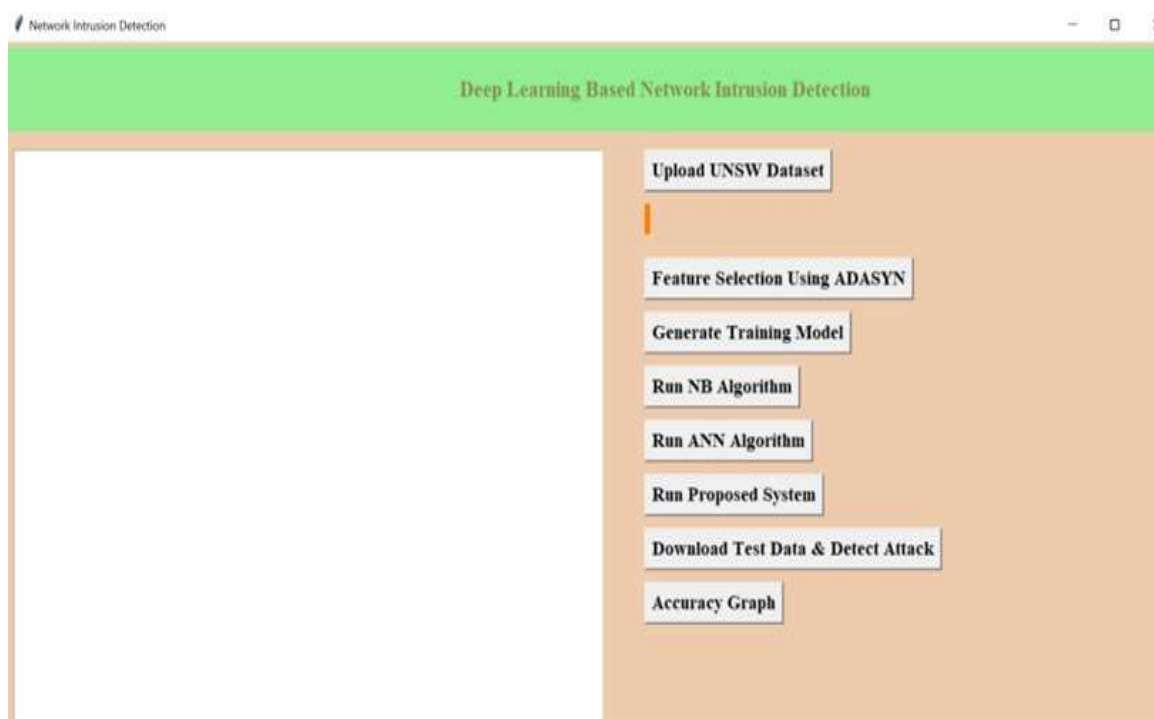 Network Intrusion Detection
Deep Learning Based Network Intrusion Detection
Upload UNSW Dataset
Feature Selection Using ADASYN
Generate Training Model
Run NB Algorithm
Run ANN Algorithm
Run Proposed System
Download Test Data & Detect Attack
Accuracy Graph